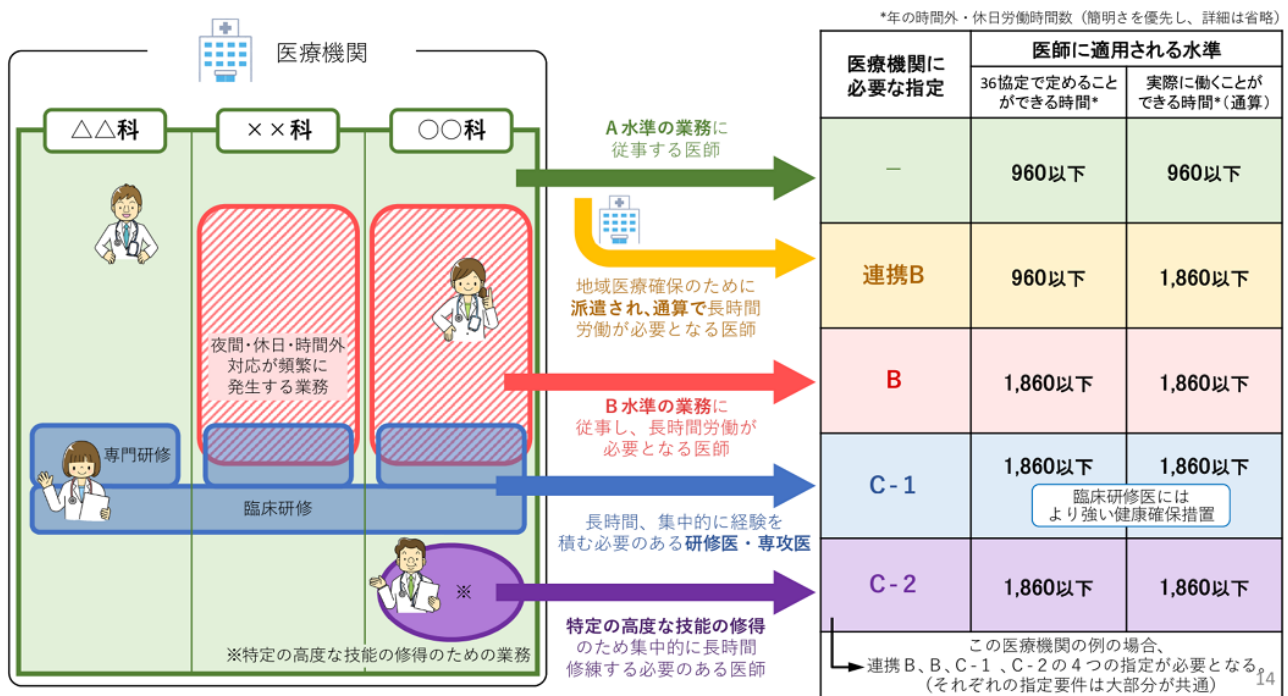 *年の時間外・休日労働時間数（簡明さを優先し、詳細は省略）
医療機関
△△科
××科
○○科
夜間・休日・時間外
対応が頻繁に
発生する業務
専門研修
臨床研修
※
※特定の高度な技能の修得のための業務
A水準の業務に
従事する医師
地域医療確保のために
派遣され、通算で長時間
労働が必要となる医師
B水準の業務に
従事し、長時間労働が
必要となる医師
長時間、集中的に経験を
積む必要のある研修医・専攻医
特定の高度な技能の修得
のため集中的に長時間
修練する必要のある医師
医療機関に
必要な指定
医師に適用される水準
36協定で定めること
ができる時間*
実際に働くことが
できる時間*（通算）
－
960以下
960以下
連携B
960以下
1,860以下
B
1,860以下
1,860以下
C-1
1,860以下
1,860以下
臨床研修医には
より強い健康確保措置
C-2
1,860以下
1,860以下
この医療機関の例の場合、
連携B、B、C-1、C-2の４つの指定が必要となる。
（それぞれの指定要件は大部分が共通）
14